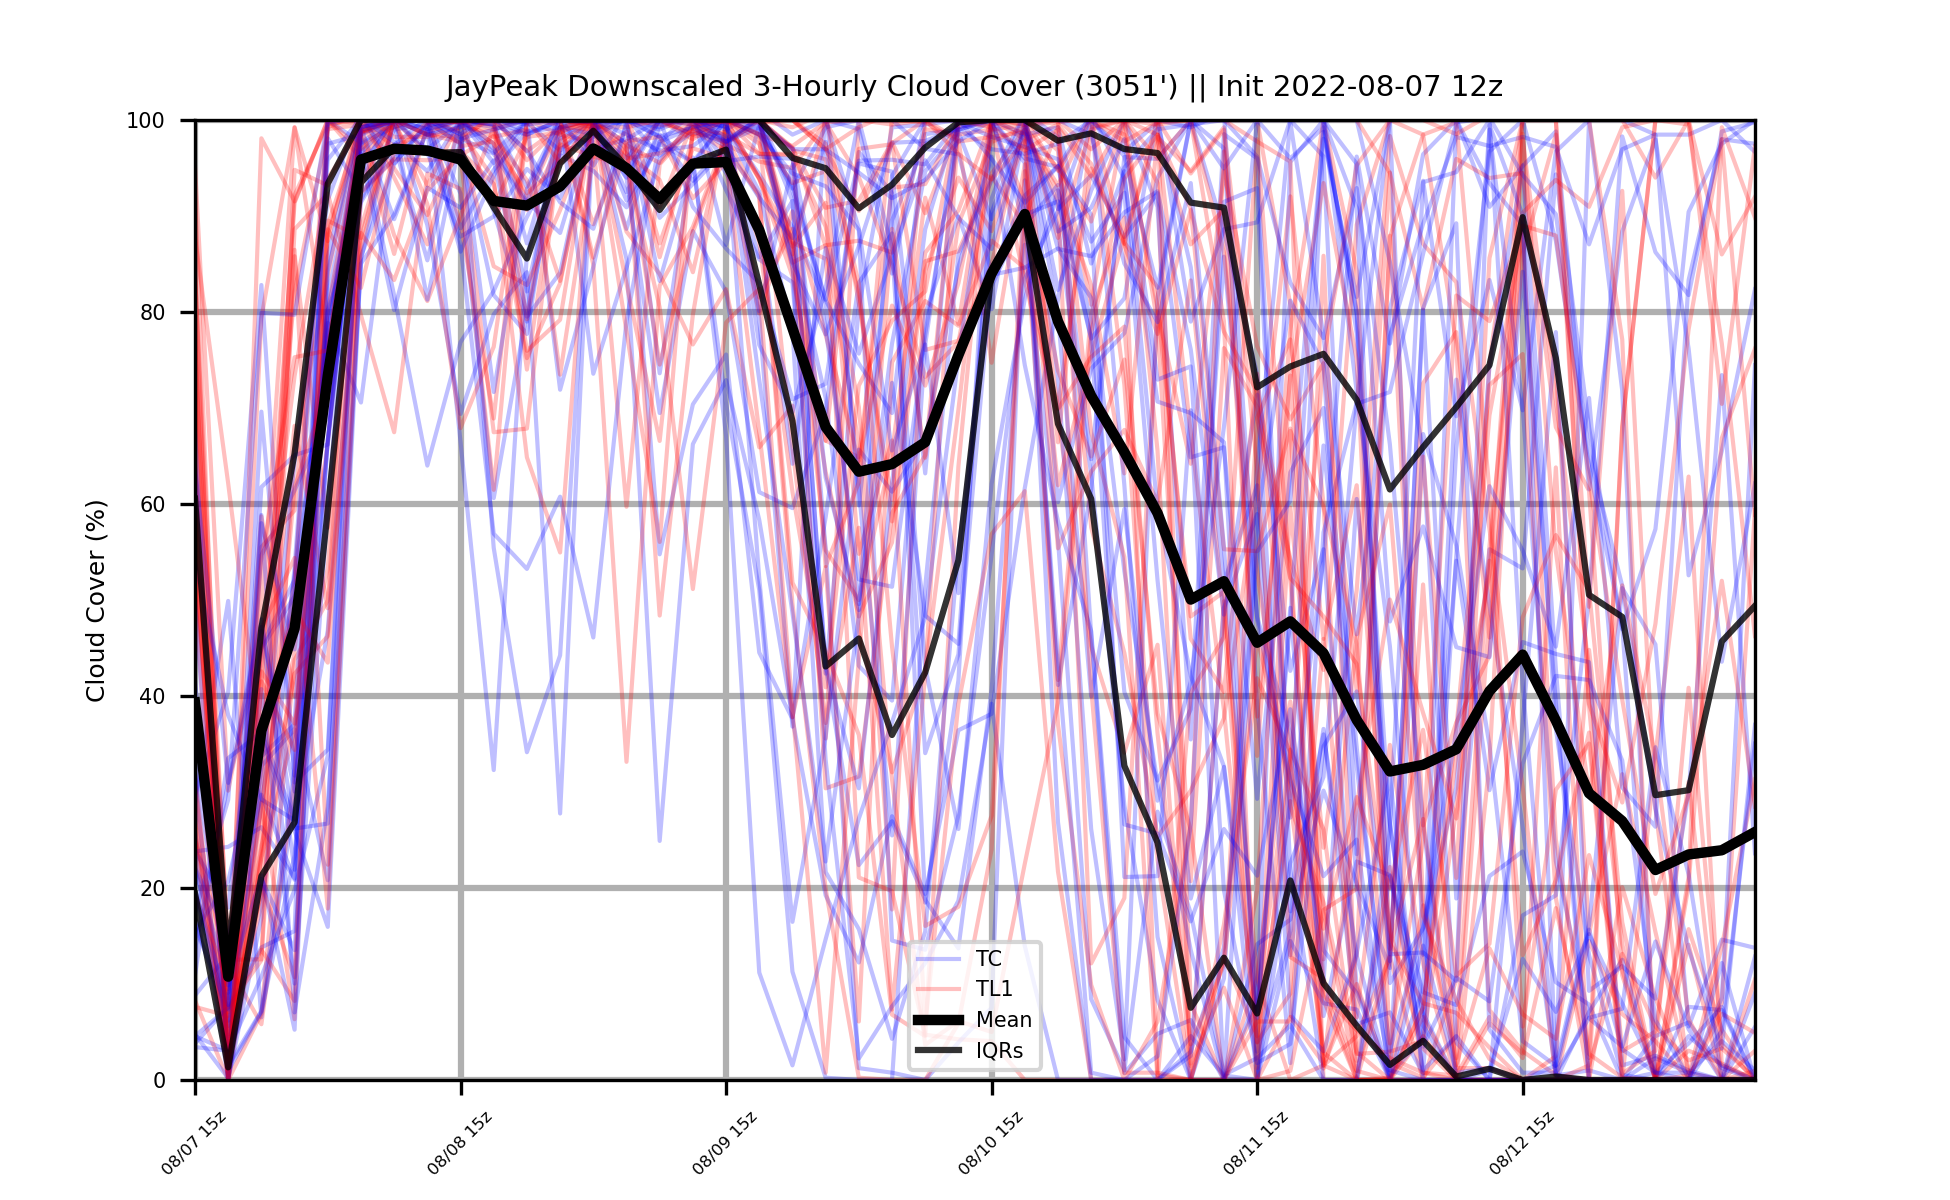 JayPeak Downscaled 3-Hourly Cloud Cover (3051') || Init 2022-08-07 12z
Cloud Cover (%)
100
80
60
40
20
0
TC
TL1
Mean
IQRs
08/07 15z
08/08 15z
08/09 15z
08/10 15z
08/11 15z
08/12 15z